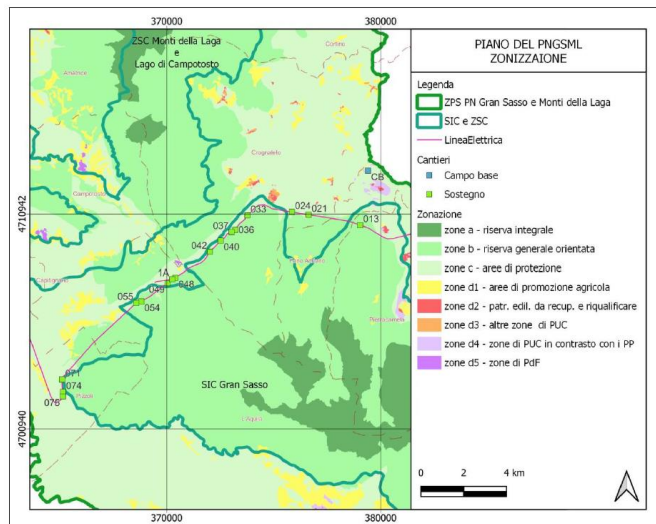 370000
380000
PIANO DEL PNGSML
ZONIZZAIONE
ZSC Monti della Laga
e
Lago di Campotosto
Cortino
Amatrice
Legenda
ZPS PN Gran Sasso e Monti della Laga
SIC e ZSC
LineaElettrica
Cantieri
Campo base
Sostegno
Zonazione
zone a - riserva integrale
zone b - riserva generale orientata
zone c - aree di protezione
zone d1 - aree di promozione agricola
zone d2 - patr. edil. da recup. e riqualificare
zone d3 - altre zone di PUC
zone d4 - zone di PUC in contrasto con i PP
zone d5 - zone di PdF
Crognaleto
CB
4710942
033
024
021
013
037
036
040
042
1A
049
048
055
054
Capitignano
071
074
076
SIC Gran Sasso
L'Aquila
4700940
0 2 4 km
370000
380000